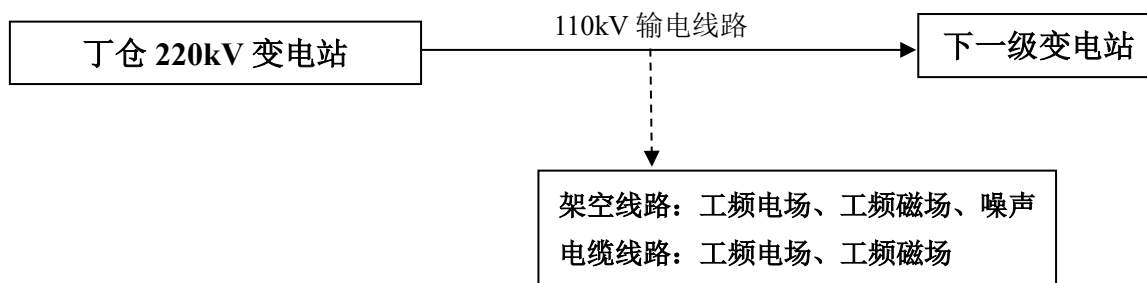 110kV 输电线路
丁仓 220kV 变电站
下一级变电站
架空线路：工频电场、工频磁场、噪声
电缆线路：工频电场、工频磁场